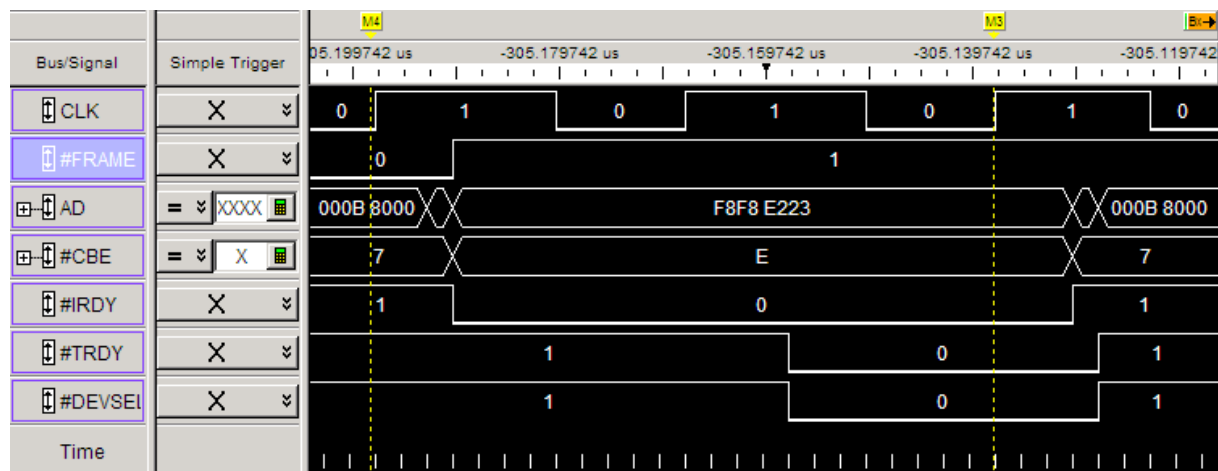 M4 M3 Bx
Bus/Signal Simple Trigger 05.199742 us -305.179742 us -305.159742 us -305.139742 us -305.119742
CLK X 0 1 0 1 0 1 0
#FRAME X 0 1
AD = XXXX 000B 8000 F8F8 E223 000B 8000
#CBE = X 7 E 7
#IRDY X 1 0 1
#TRDY X 1 0 1
#DEVSEL X 1 0 1
Time